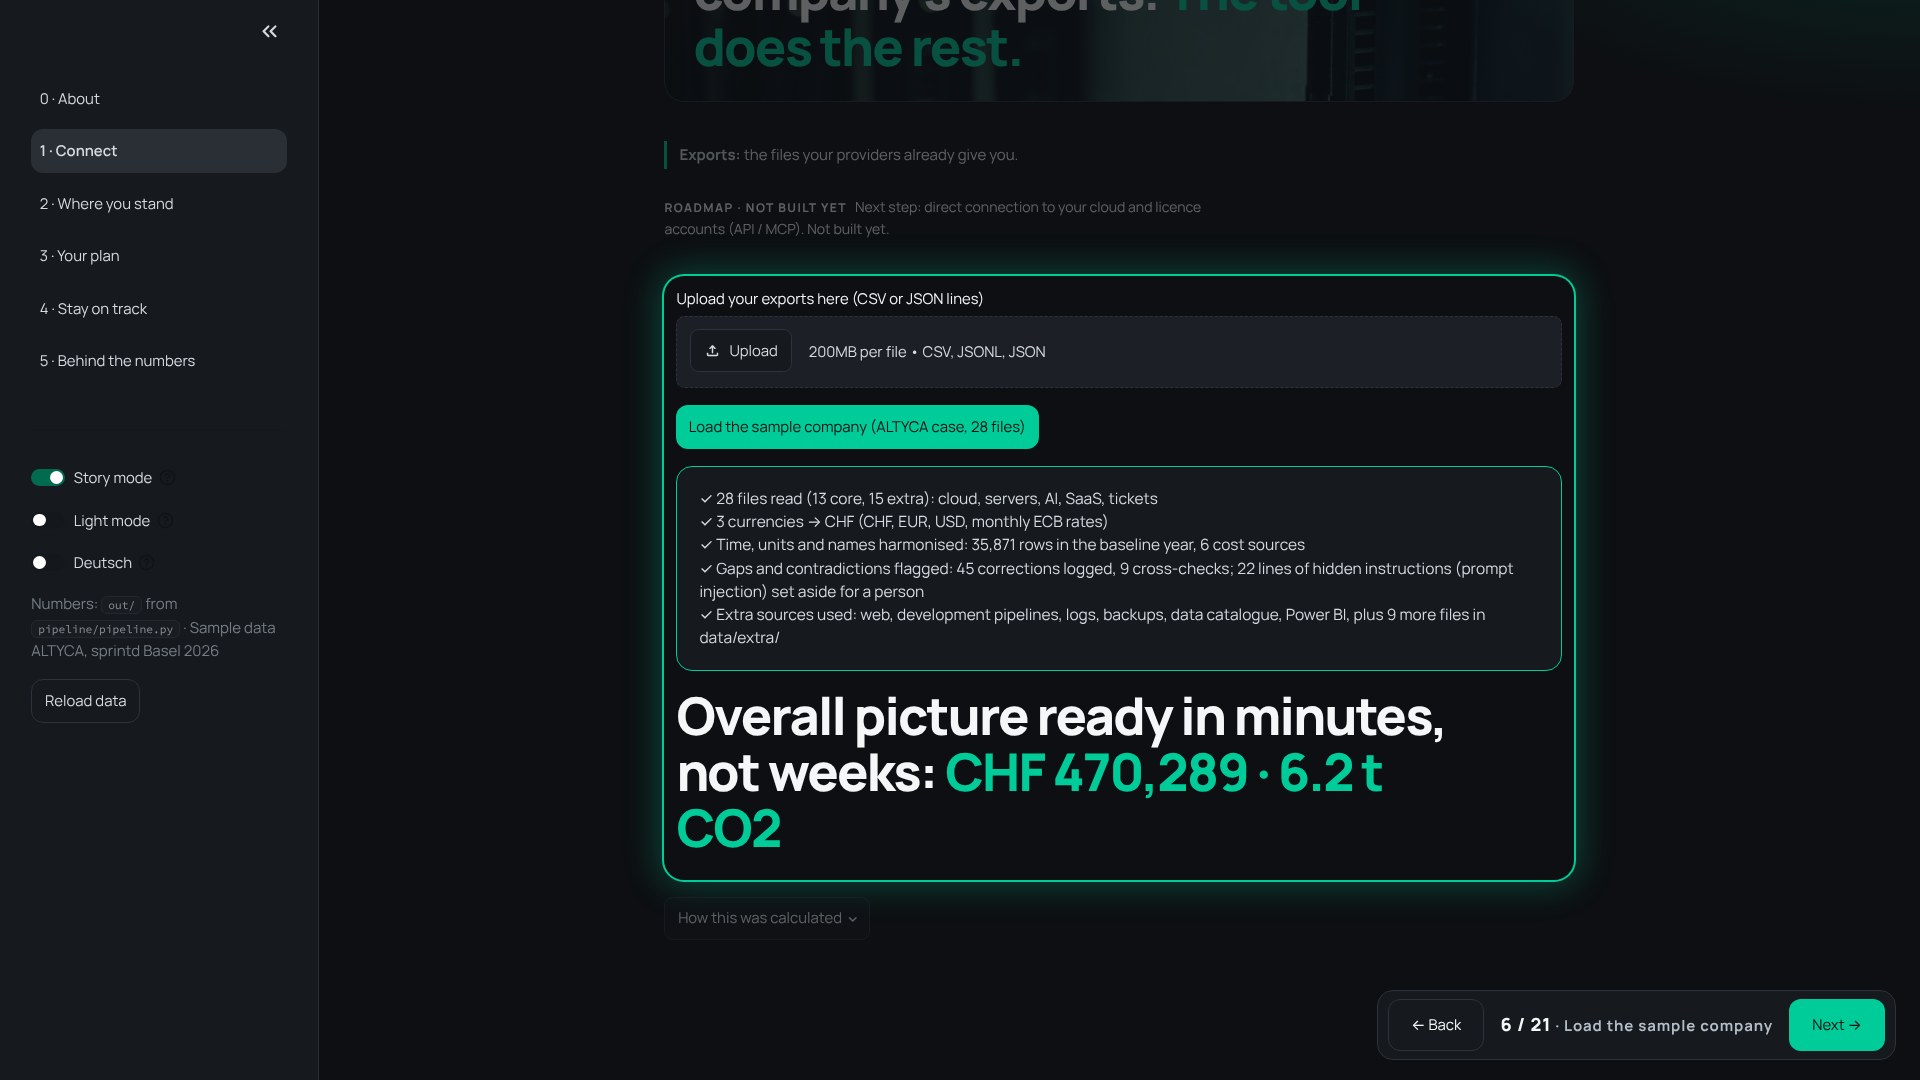 0 · About
1 · Connect
2 · Where you stand
3 · Your plan
4 · Stay on track
5 · Behind the numbers
Story mode
Light mode
Deutsch
Numbers: out/ from
pipeline/pipeline.py · Sample data
ALTYCA, sprintd Basel 2026
Reload data
company's exports. The tool
does the rest.
Exports: the files your providers already give you.
ROADMAP · NOT BUILT YET Next step: direct connection to your cloud and licence
accounts (API / MCP). Not built yet.
Upload your exports here (CSV or JSON lines)
Upload
200MB per file • CSV, JSONL, JSON
Load the sample company (ALTYCA case, 28 files)
✓ 28 files read (13 core, 15 extra): cloud, servers, AI, SaaS, tickets
✓ 3 currencies → CHF (CHF, EUR, USD, monthly ECB rates)
✓ Time, units and names harmonised: 35,871 rows in the baseline year, 6 cost sources
✓ Gaps and contradictions flagged: 45 corrections logged, 9 cross-checks; 22 lines of hidden instructions (prompt
injection) set aside for a person
✓ Extra sources used: web, development pipelines, logs, backups, data catalogue, Power BI, plus 9 more files in
data/extra/
Overall picture ready in minutes,
not weeks: CHF 470,289 · 6.2 t
CO2
How this was calculated
← Back
6 / 21 · Load the sample company
Next →